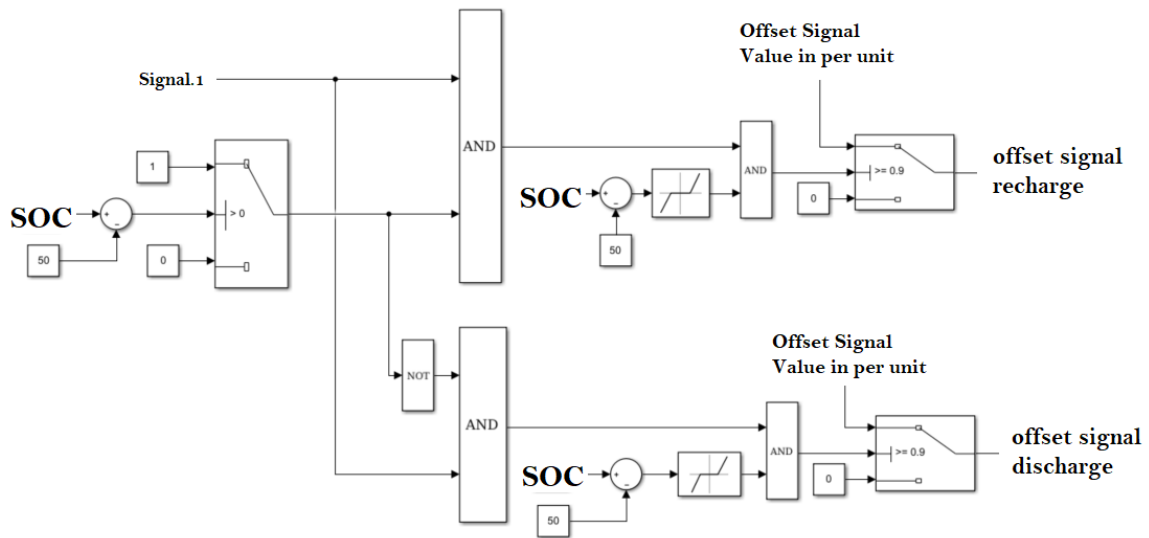 Offset Signal
Value in per unit
Signal.1
AND
1
AND
>= 0.9
offset signal
recharge
SOC
+
-
> 0
SOC
+
-
0
50
0
50
Offset Signal
Value in per unit
NOT
AND
AND
>= 0.9
offset signal
discharge
SOC
+
-
0
50